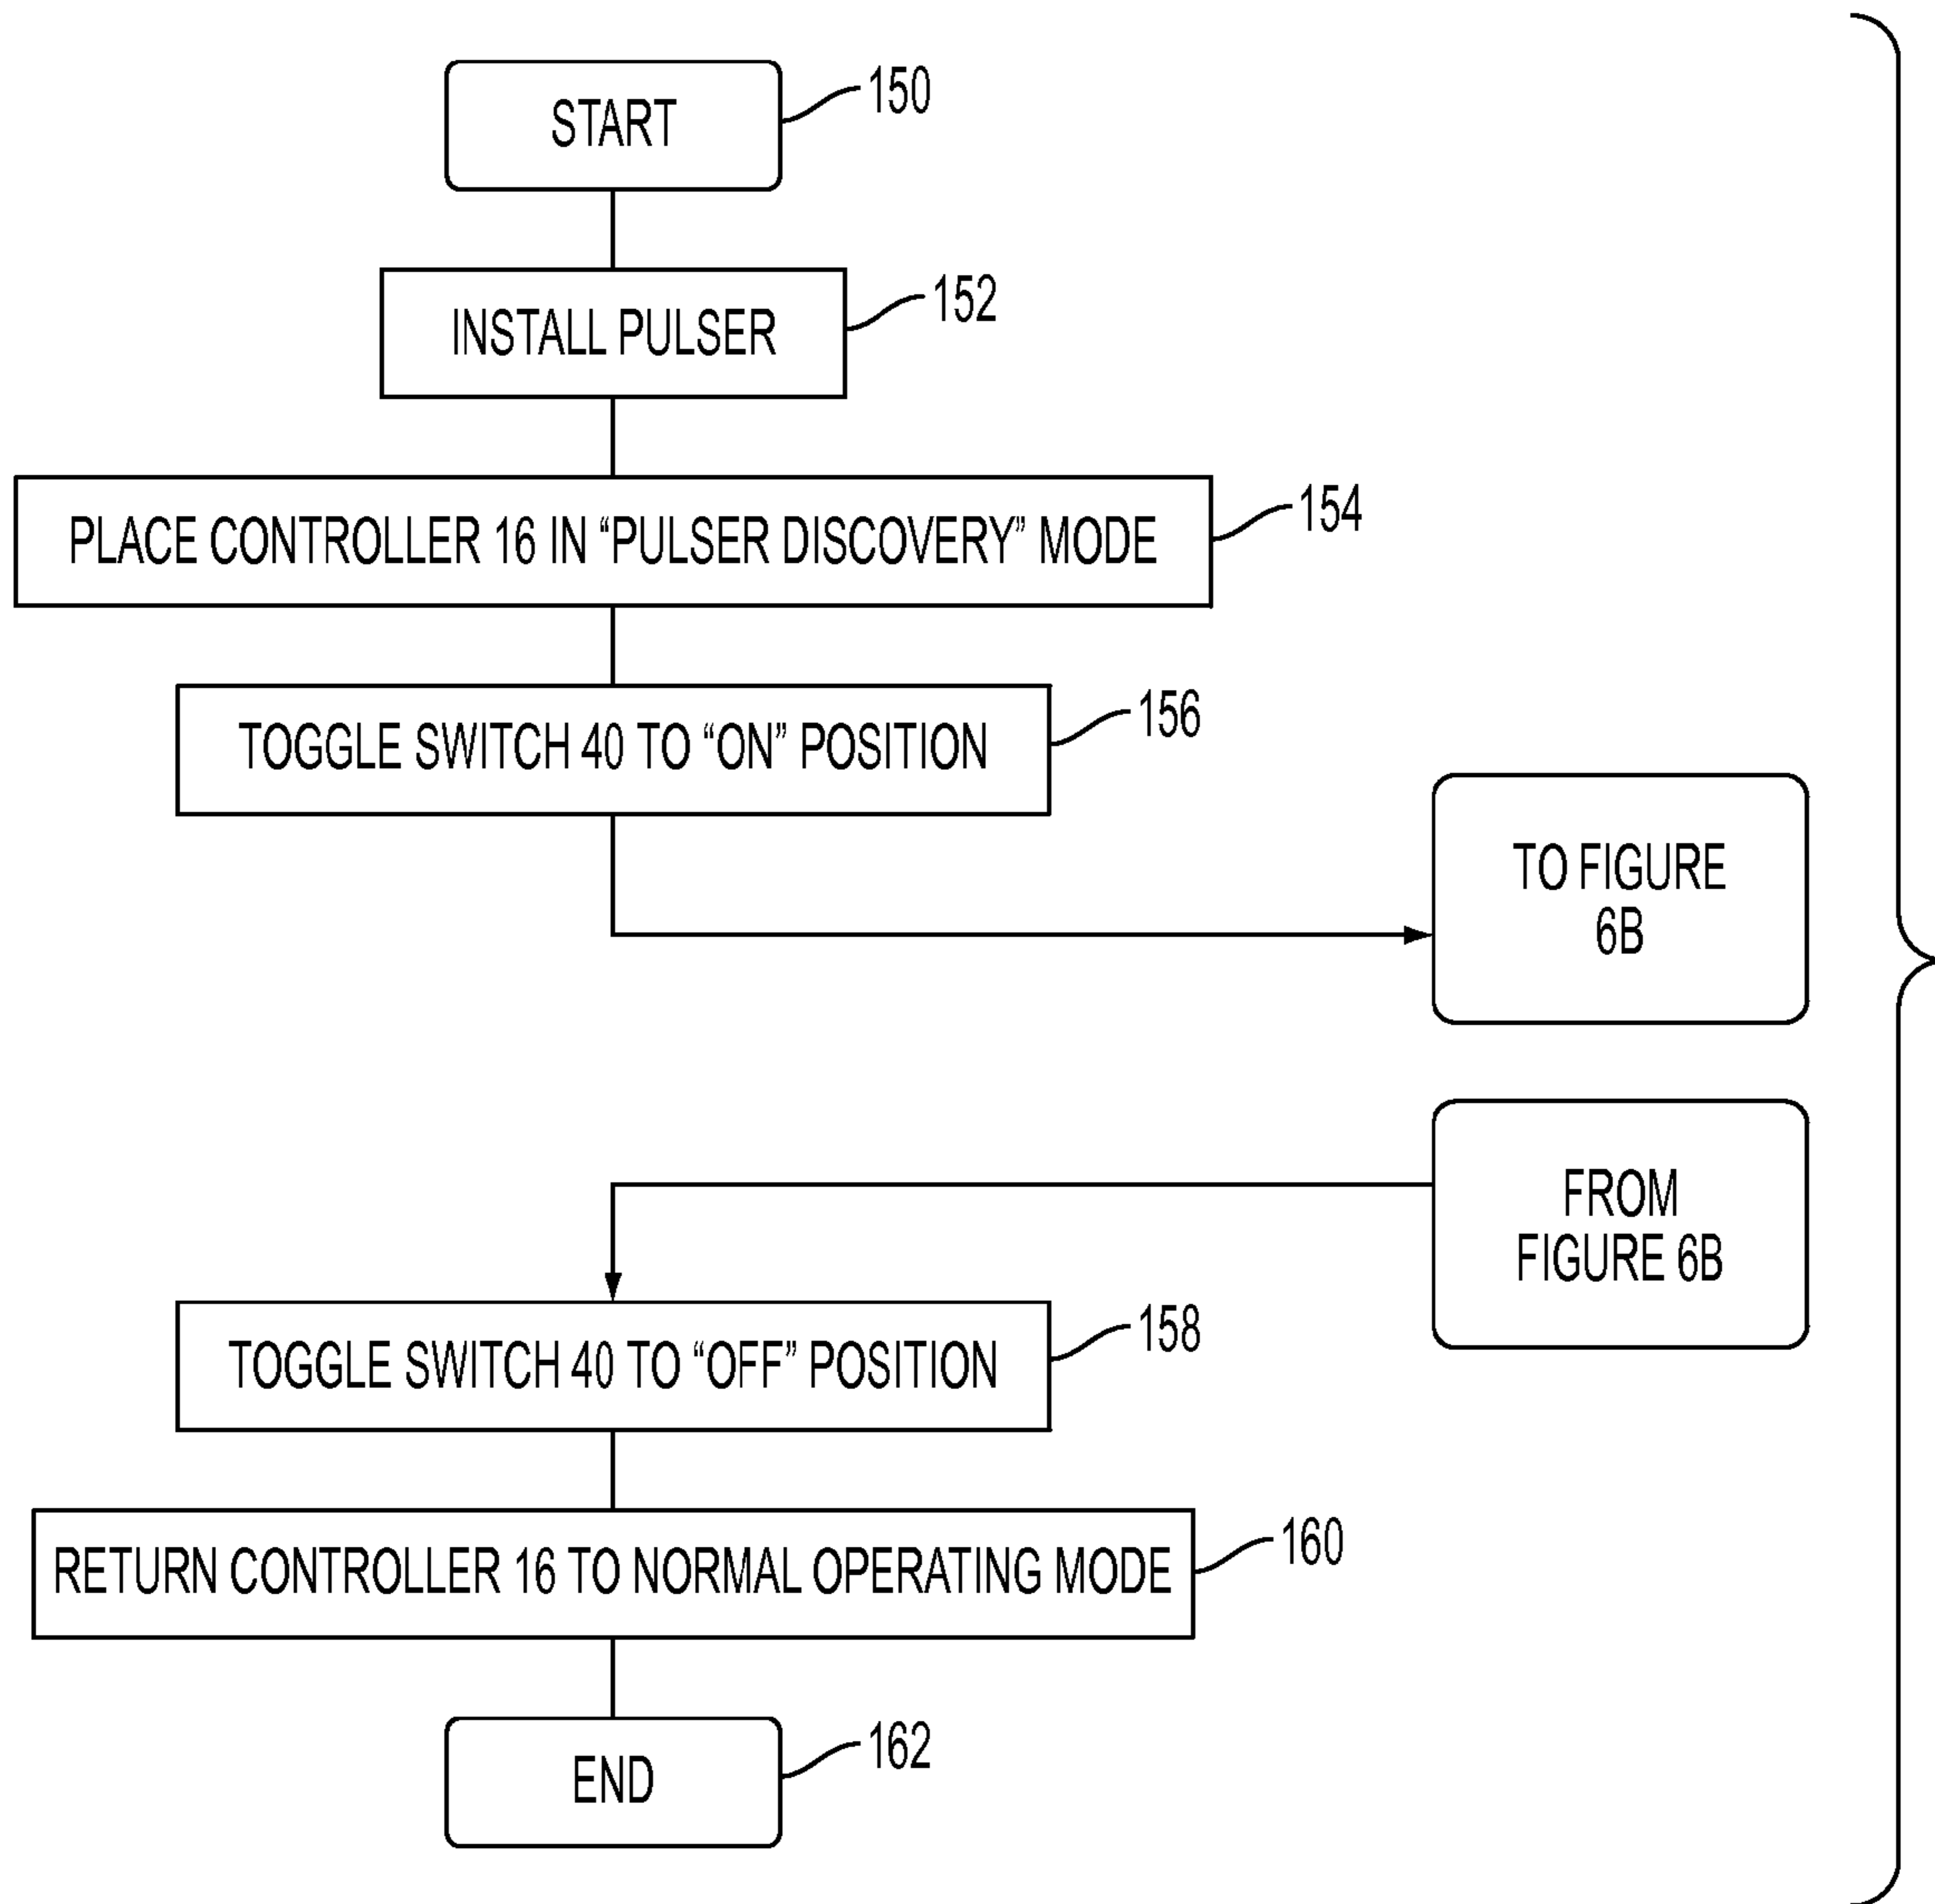 START
150
INSTALL PULSER
152
PLACE CONTROLLER 16 IN “PULSER DISCOVERY” MODE
154
TOGGLE SWITCH 40 TO “ON” POSITION
156
TO FIGURE
6B
FROM
FIGURE 6B
TOGGLE SWITCH 40 TO “OFF” POSITION
158
RETURN CONTROLLER 16 TO NORMAL OPERATING MODE
160
END
162